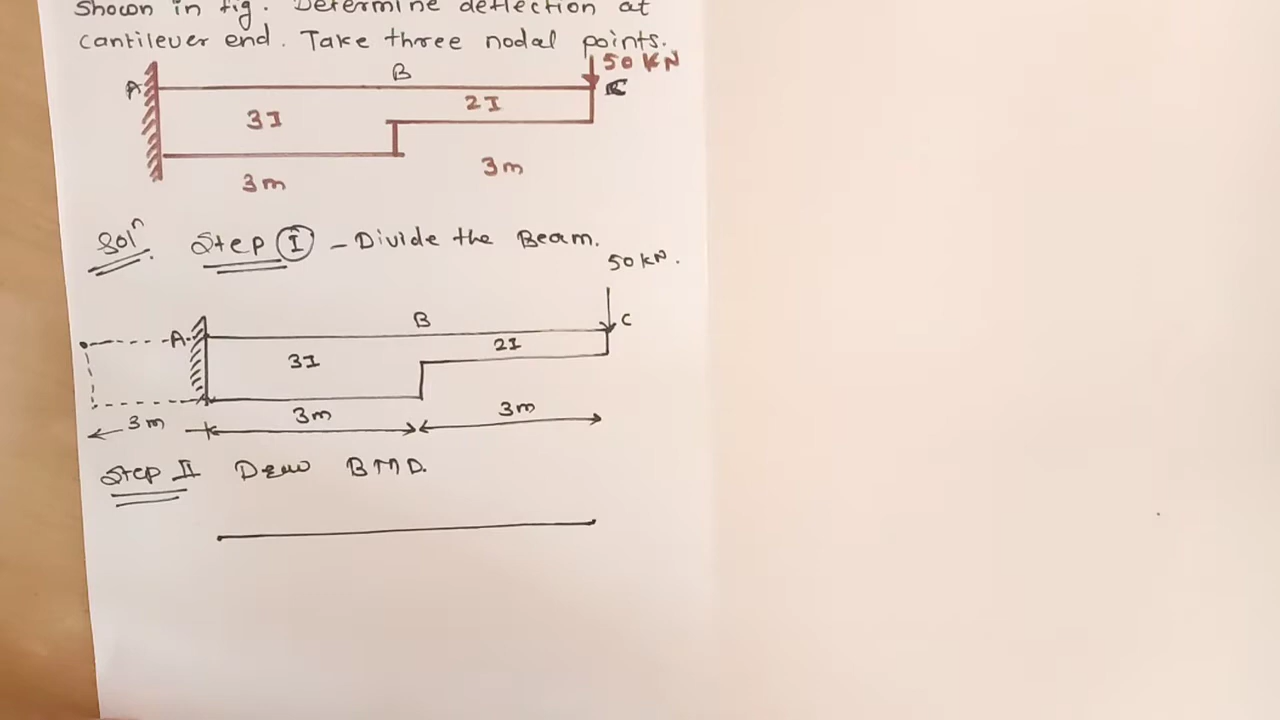 Shown in fig. Determine deflection at
cantilever end. Take three nodal points.
50 KN
A
B
C
3I
2I
3m
3m
Solⁿ. Step I - Divide the Beam.
50 kN.
A
B
C
3I
2I
3m
3m
3m
Step II Draw BMD.